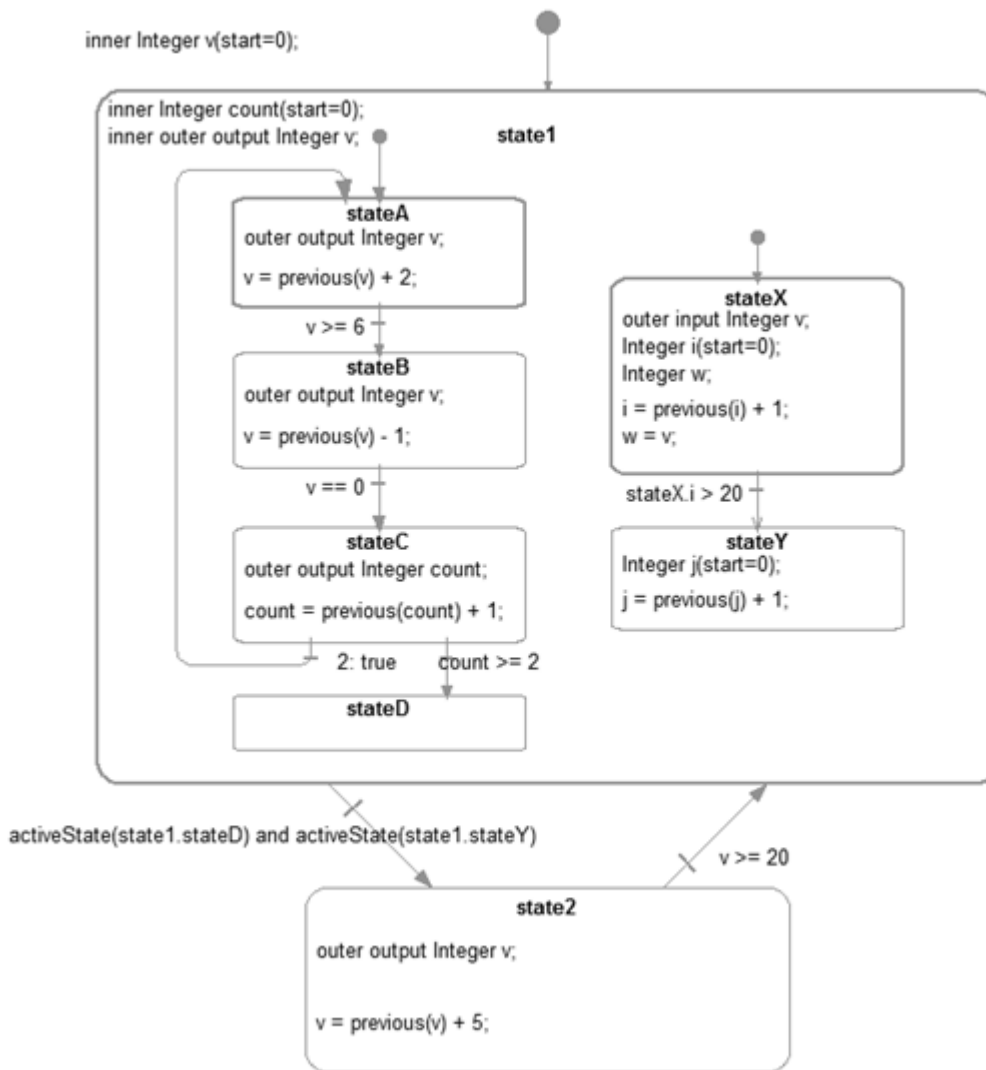 inner Integer v(start=0);
inner Integer count(start=0);
inner outer output Integer v;
state1
stateA
outer output Integer v;
v = previous(v) + 2;
v >= 6
stateB
outer output Integer v;
v = previous(v) - 1;
v == 0
stateC
outer output Integer count;
count = previous(count) + 1;
2: true
count >= 2
stateD
stateX
outer input Integer v;
Integer i(start=0);
Integer w;
i = previous(i) + 1;
w = v;
stateX.i > 20
stateY
Integer j(start=0);
j = previous(j) + 1;
activeState(state1.stateD) and activeState(state1.stateY)
v >= 20
state2
outer output Integer v;
v = previous(v) + 5;